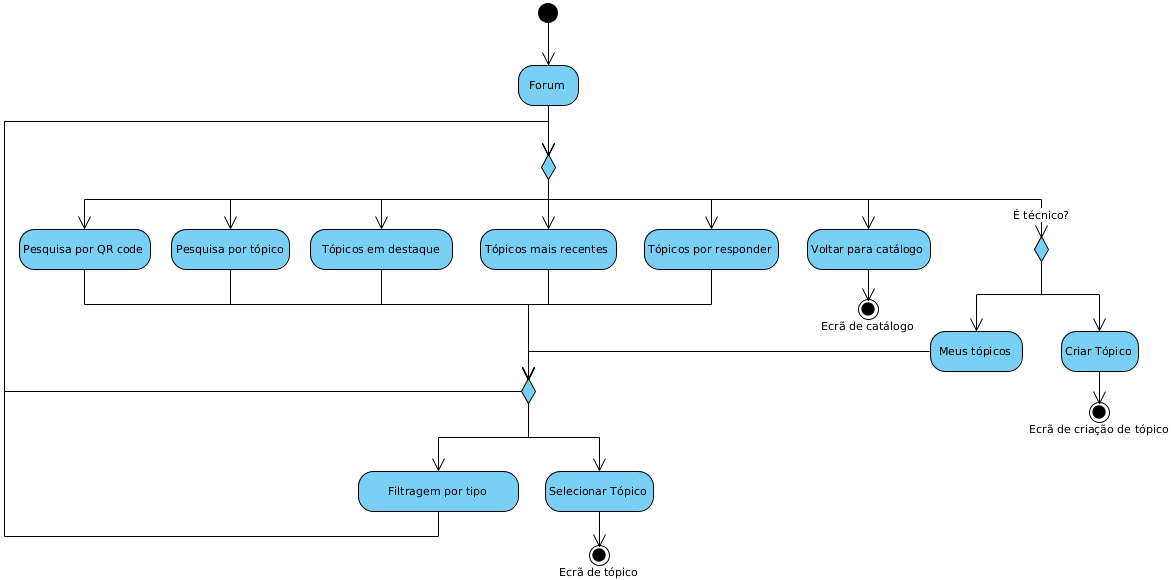 Forum
É técnico?
Pesquisa por QR code
Pesquisa por tópico
Tópicos em destaque
Tópicos mais recentes
Tópicos por responder
Voltar para catálogo
Ecrã de catálogo
Meus tópicos
Criar Tópico
Ecrã de criação de tópico
Filtragem por tipo
Selecionar Tópico
Ecrã de tópico